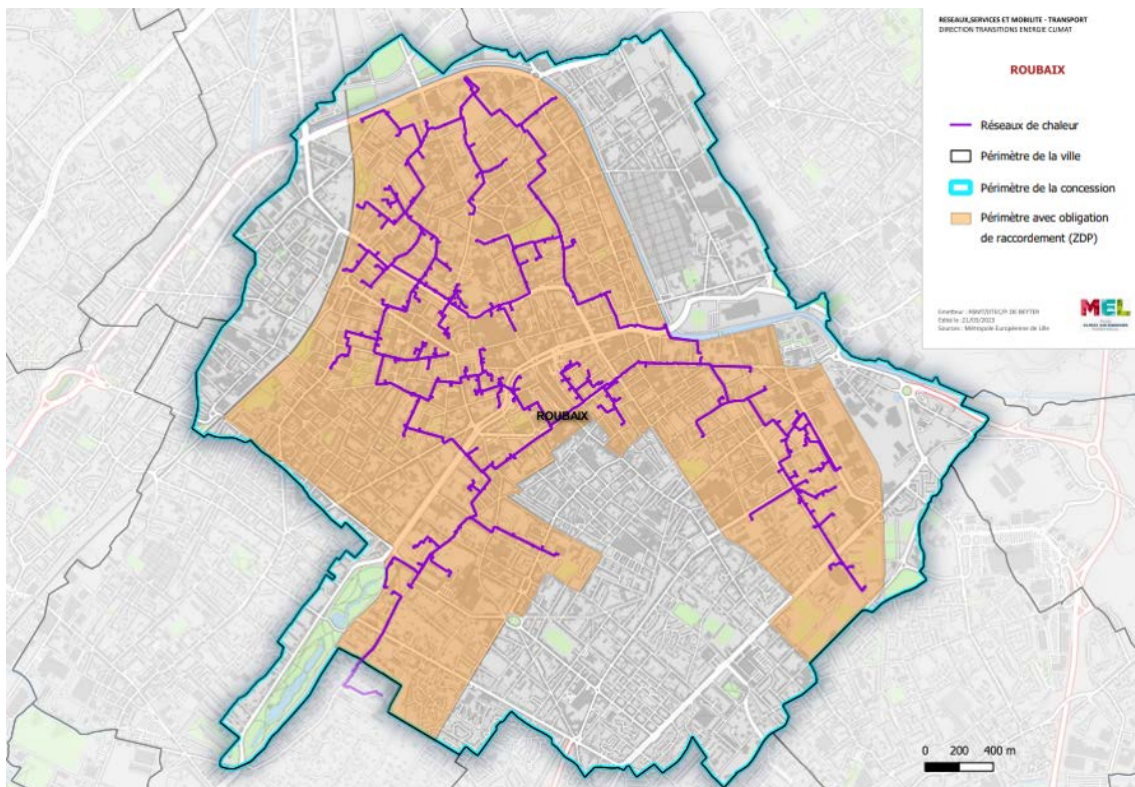 RESEAUX,SERVICES ET MOBILITE - TRANSPORT
DIRECTION TRANSITIONS ENERGIE CLIMAT
ROUBAIX
Réseaux de chaleur
Périmètre de la ville
Périmètre de la concession
Périmètre avec obligation
de raccordement (ZDP)
Sources : Métropole Européenne de Lille
MEL
ROUBAIX
0 200 400 m